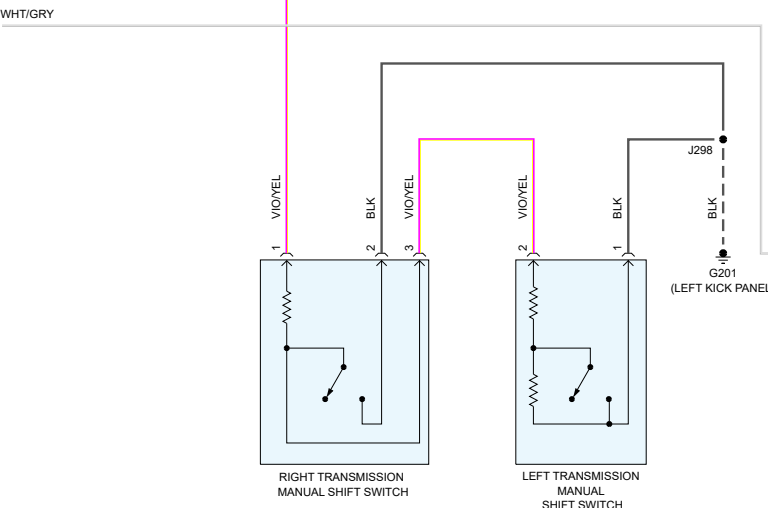 WHT/GRY
J298
VIO/YEL
BLK
VIO/YEL
VIO/YEL
BLK
BLK
1
2
3
2
1
G201
(LEFT KICK PANEL
RIGHT TRANSMISSION
MANUAL SHIFT SWITCH
LEFT TRANSMISSION
MANUAL
SHIFT SWITCH